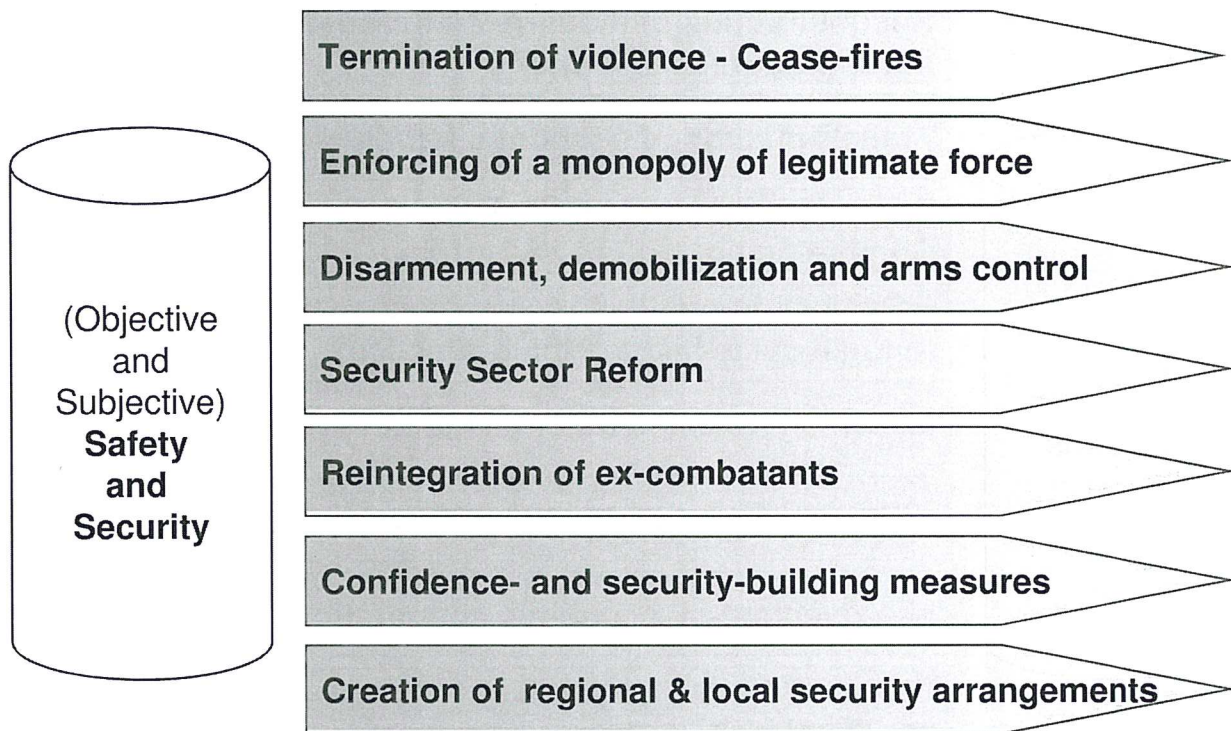 Termination of violence - Cease-fires
Enforcing of a monopoly of legitimate force
Disarmement, demobilization and arms control
(Objective
and
Subjective)
Safety
and
Security
Security Sector Reform
Reintegration of ex-combatants
Confidence- and security-building measures
Creation of regional & local security arrangements